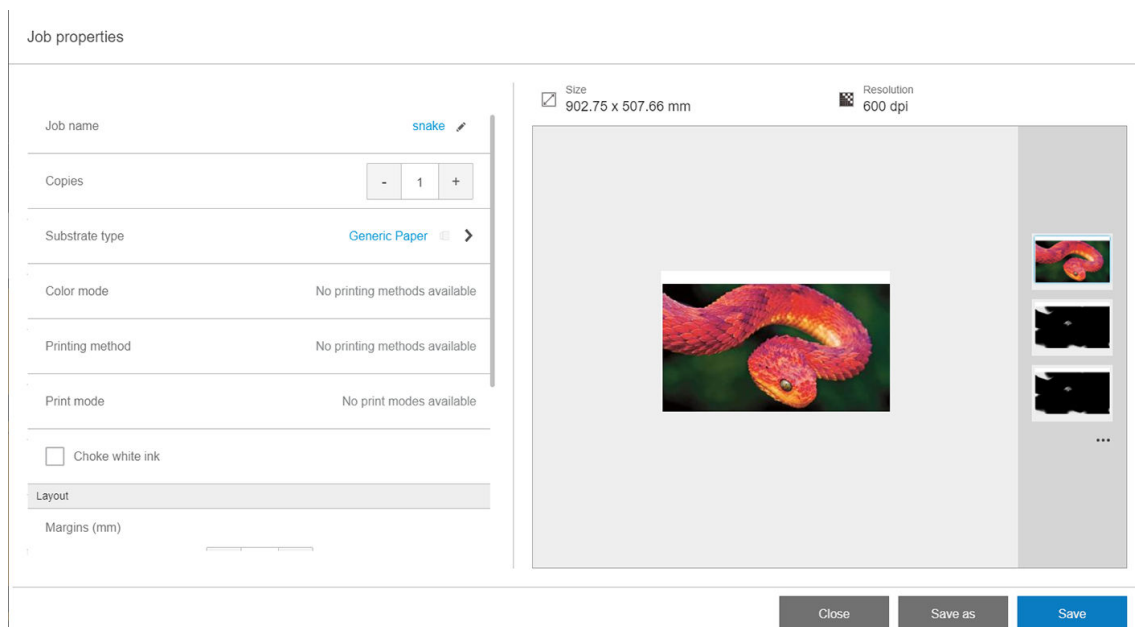 Job properties
Size
902.75 x 507.66 mm
Resolution
600 dpi
Job name snake
Copies - 1 +
Substrate type Generic Paper
Color mode No printing methods available
Printing method No printing methods available
Print mode No print modes available
Choke white ink
Layout
Margins (mm)
Close Save as Save